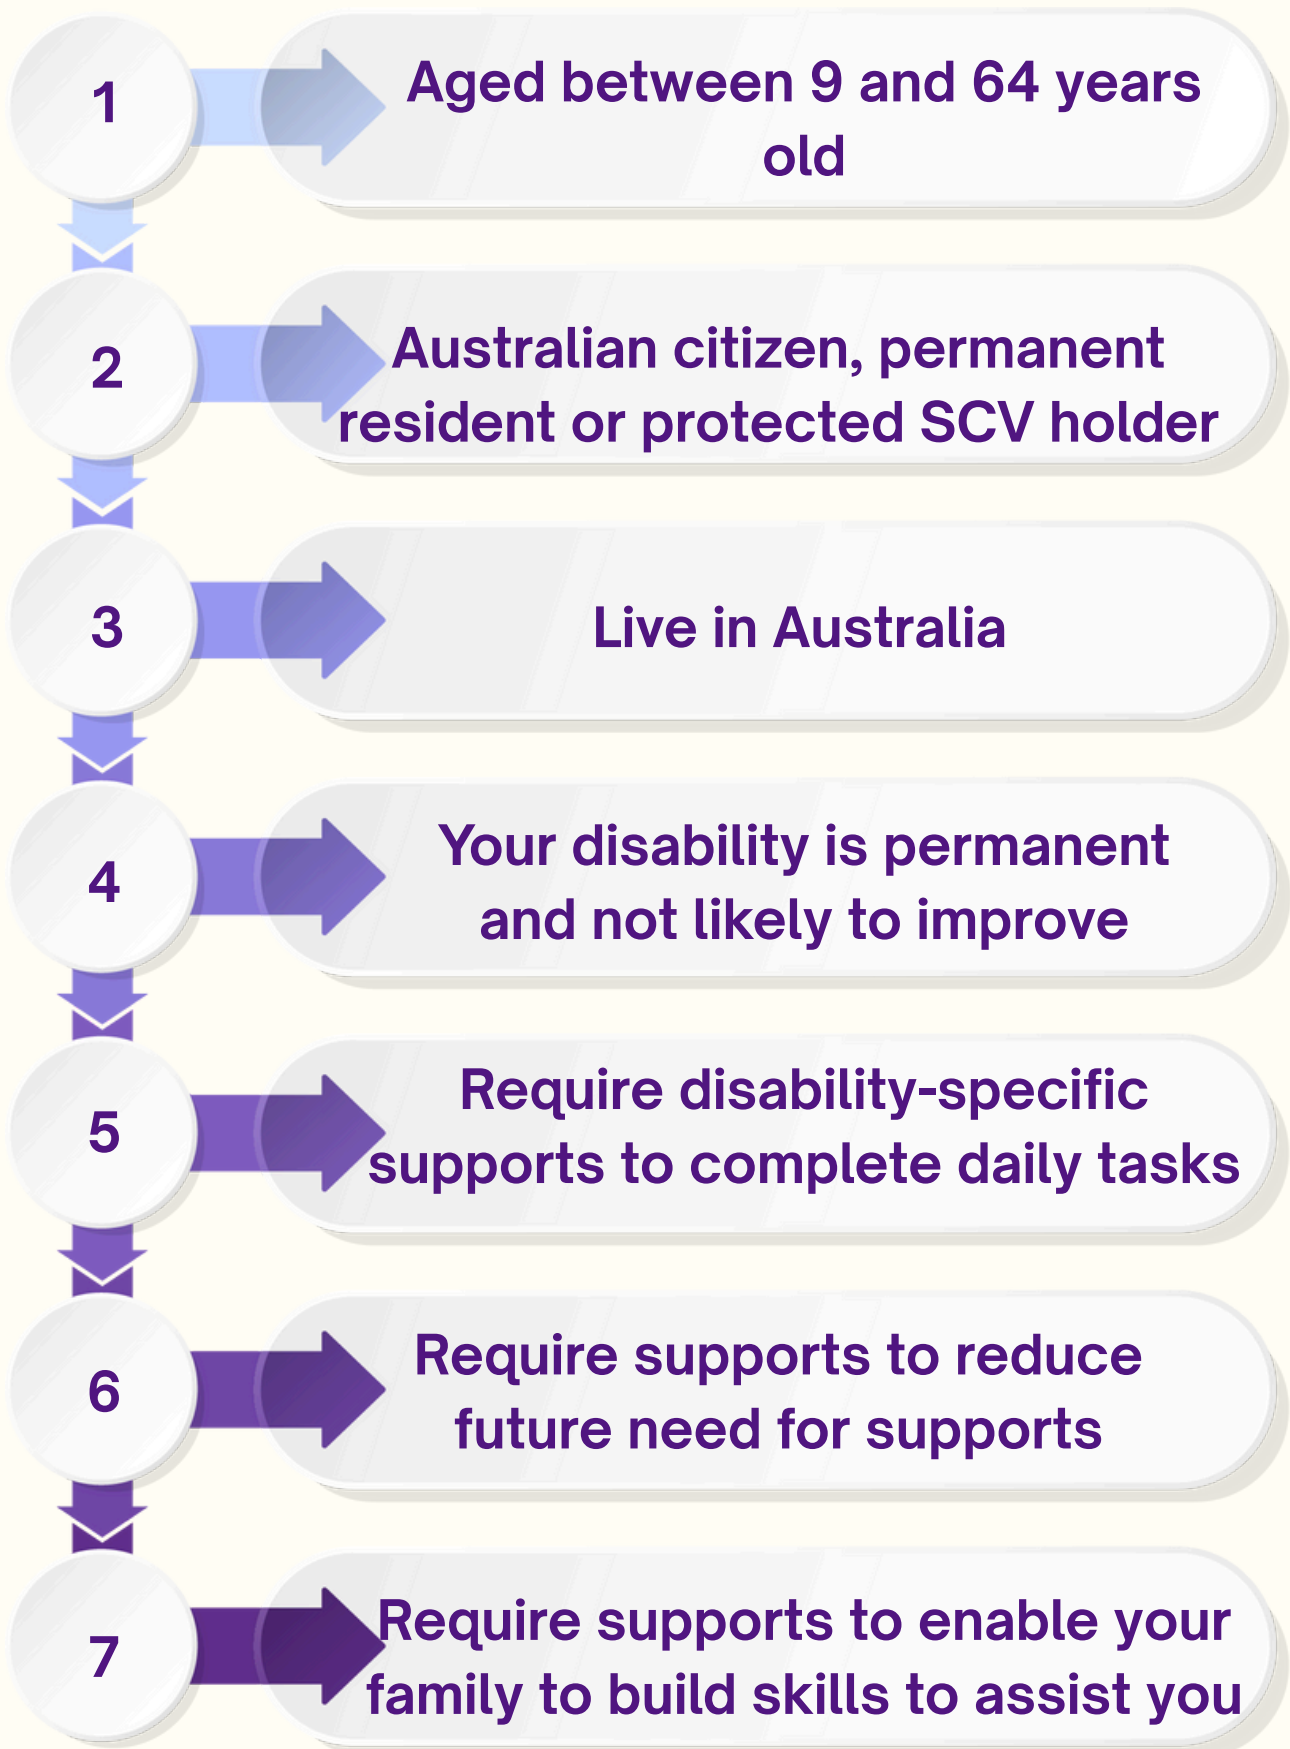 1
Aged between 9 and 64 years
old
2
Australian citizen, permanent
resident or protected SCV holder
3
Live in Australia
4
Your disability is permanent
and not likely to improve
5
Require disability-specific
supports to complete daily tasks
6
Require supports to reduce
future need for supports
7
Require supports to enable your
family to build skills to assist you